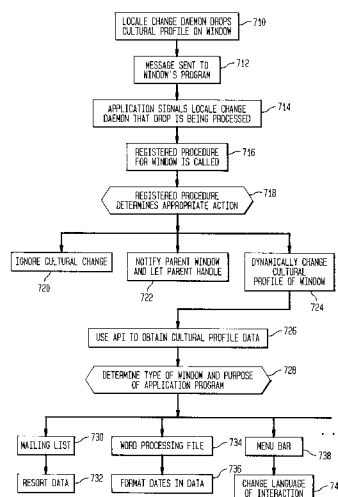 LOCALE CHANGE DAEMON DROPS
CULTURAL PROFILE ON WINDOW
710
MESSAGE SENT TO
WINDOW'S PROGRAM
712
APPLICATION SIGNALS LOCALE CHANGE
DAEMON THAT DROP IS BEING PROCESSED
714
REGISTERED PROCEDURE
FOR WINDOW IS CALLED
716
REGISTERED PROCEDURE
DETERMINES APPROPRIATE ACTION
718
IGNORE CULTURAL CHANGE
720
NOTIFY PARENT WINDOW
AND LET PARENT HANDLE
722
DYNAMICALLY CHANGE
CULTURAL
PROFILE OF WINDOW
724
USE API TO OBTAIN CULTURAL PROFILE DATA
726
DETERMINE TYPE OF WINDOW AND PURPOSE
OF APPLICATION PROGRAM
728
MAILING LIST
730
WORD PROCESSING FILE
734
MENU BAR
738
. .
RESORT DATA
732
FORMAT DATES IN DATA
736
CHANGE LANGUAGE
OF INTERACTION
74